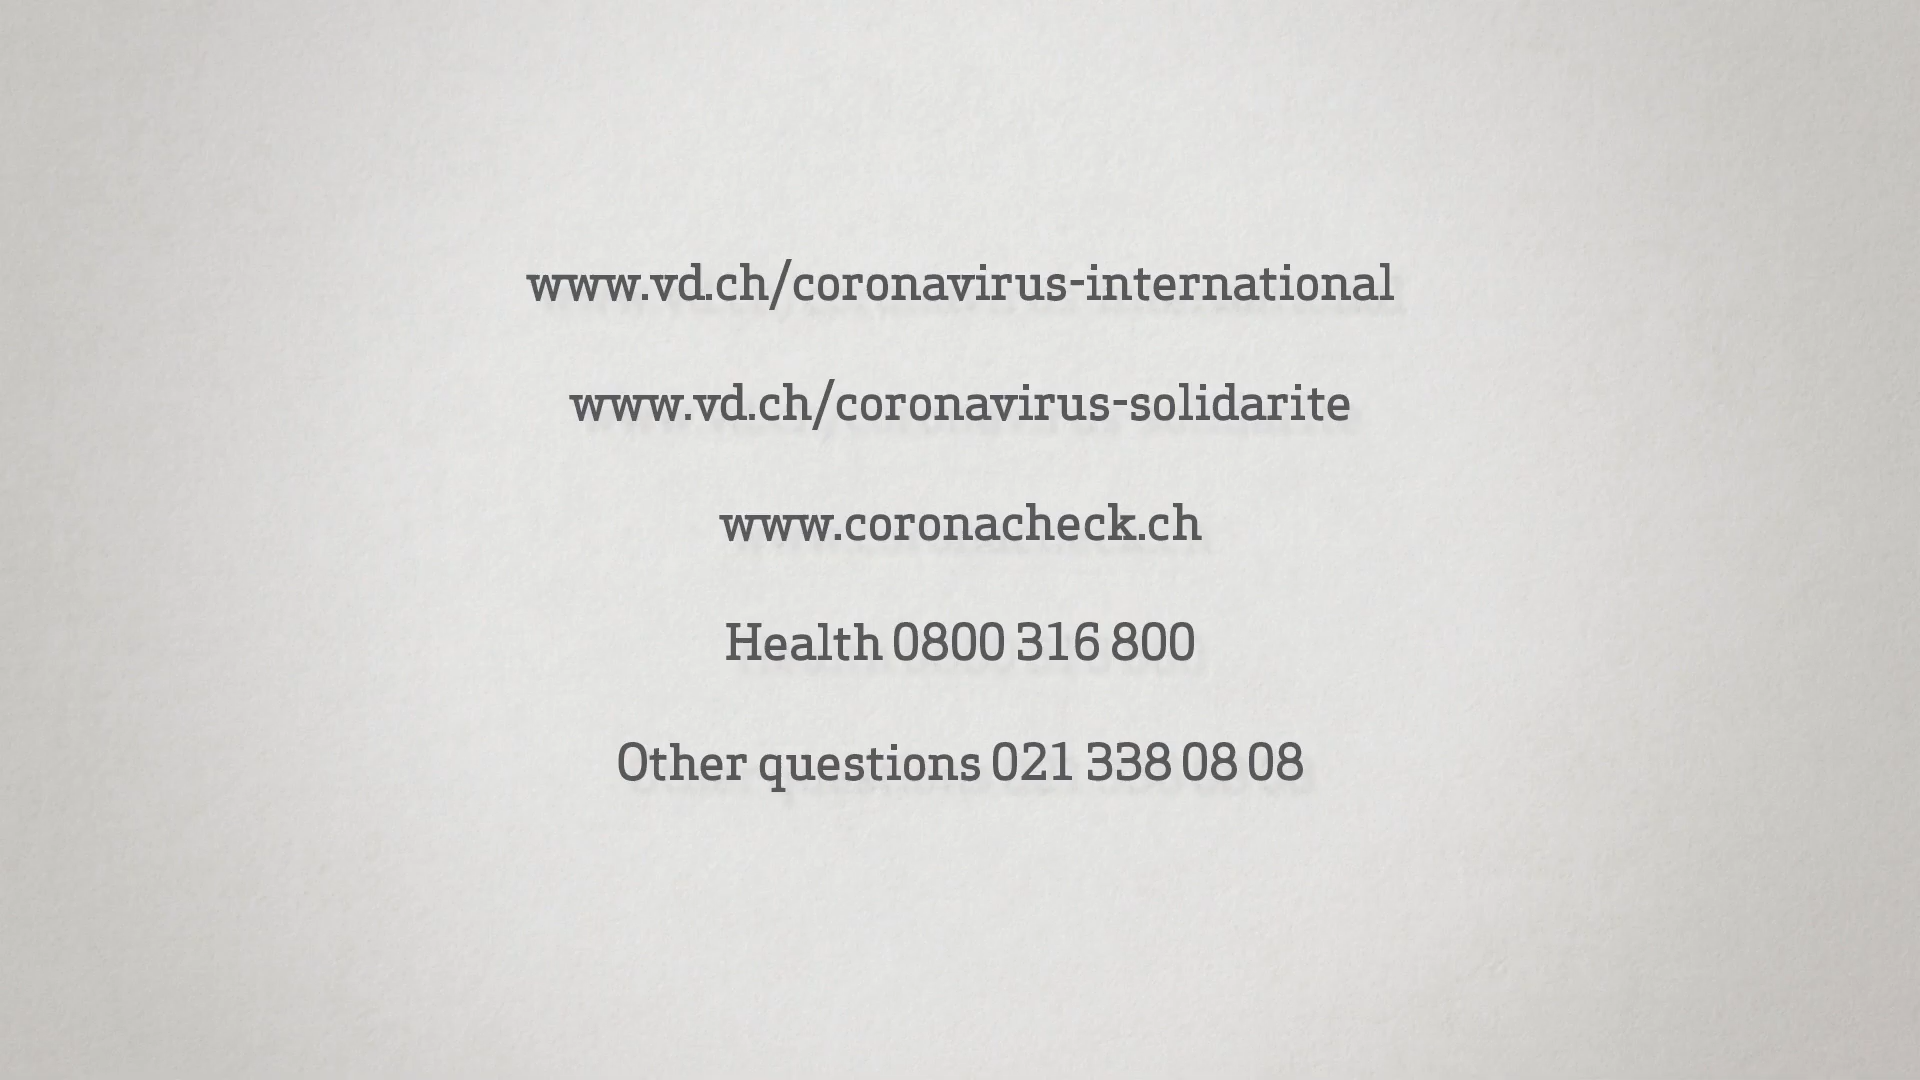 www.vd.ch/coronavirus-international
www.vd.ch/coronavirus-solidarite
www.coronacheck.ch
Health 0800 316 800
Other questions 021 338 08 08